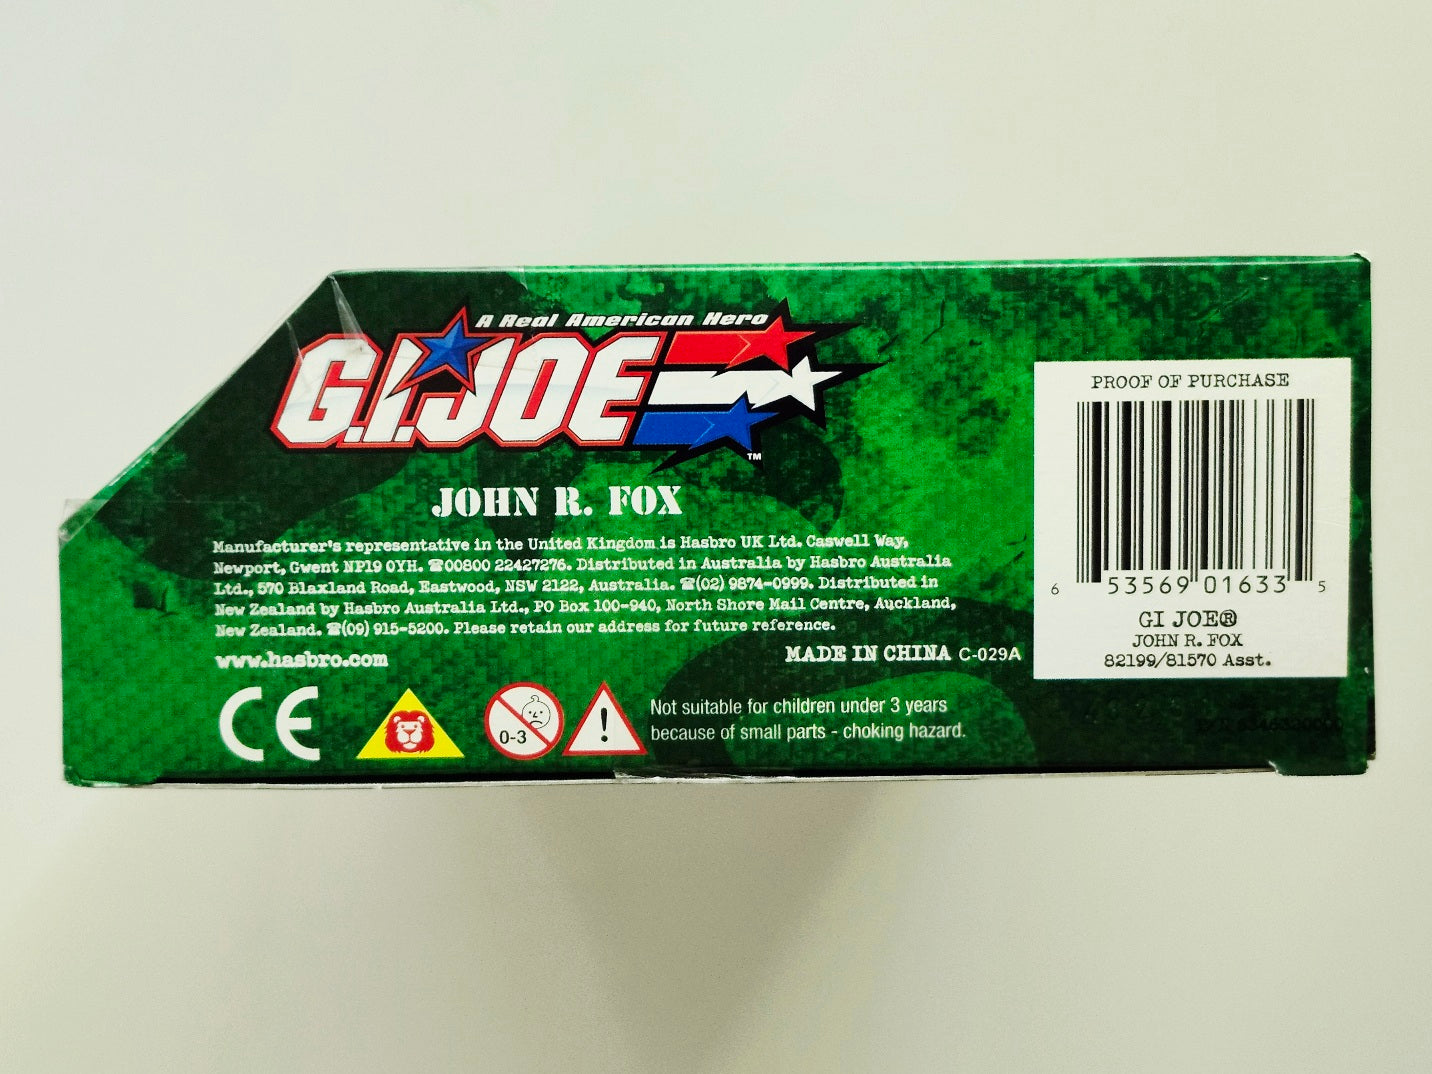 A Real American Hero
G.I. JOE
TM
JOHN R. FOX
Manufacturer's representative in the United Kingdom is Hasbro UK Ltd. Caswell Way,
Newport, Gwent NP19 0YH. ☎00800 22427276. Distributed in Australia by Hasbro Australia
Ltd., 570 Blaxland Road, Eastwood, NSW 2122, Australia. ☎(02) 9874-0999. Distributed in
New Zealand by Hasbro Australia Ltd., PO Box 100-940, North Shore Mail Centre, Auckland,
New Zealand. ☎(09) 915-5200. Please retain our address for future reference.
www.hasbro.com
MADE IN CHINA C-029A
CE
0-3
!
Not suitable for children under 3 years
because of small parts - choking hazard.
PROOF OF PURCHASE
6 53569 01633 5
GI JOE®
JOHN R. FOX
82199/81570 Asst.